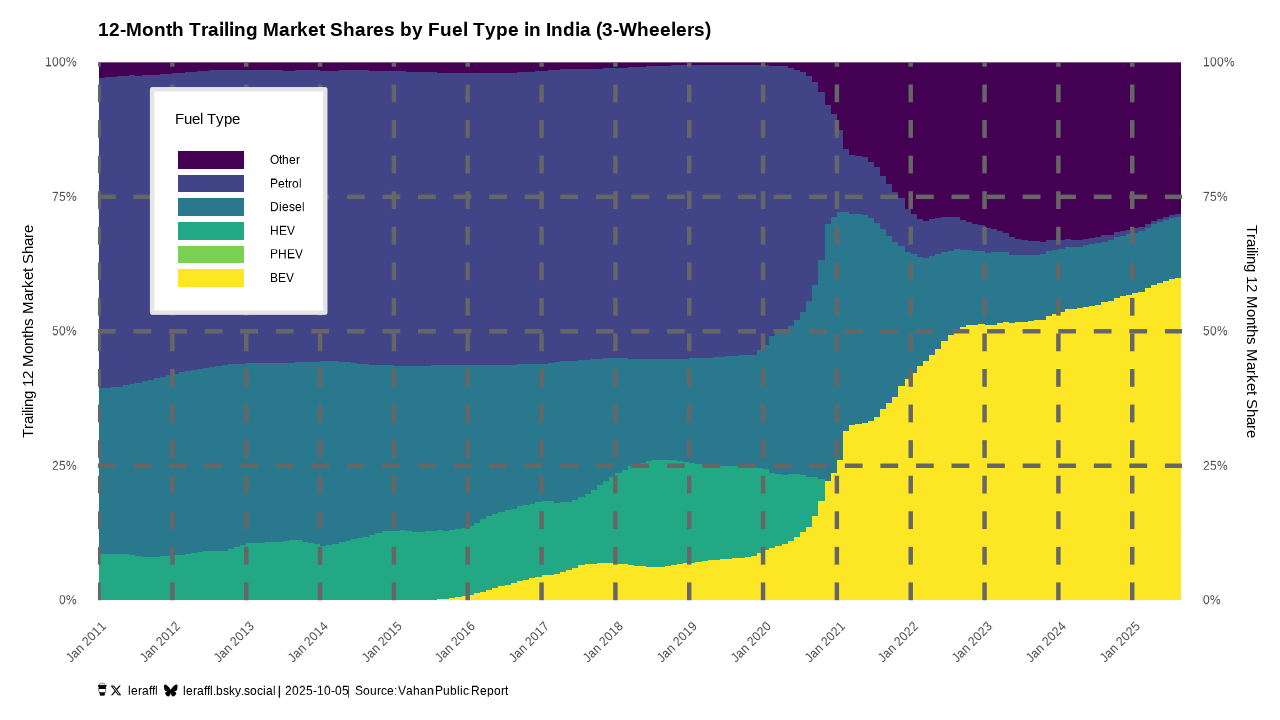 12-Month Trailing Market Shares by Fuel Type in India (3-Wheelers)
100%
75%
50%
25%
0%
Trailing 12 Months Market Share
Fuel Type
Other
Petrol
Diesel
HEV
PHEV
BEV
100%
75%
50%
25%
0%
Trailing 12 Months Market Share
Jan 2011
Jan 2012
Jan 2013
Jan 2014
Jan 2015
Jan 2016
Jan 2017
Jan 2018
Jan 2019
Jan 2020
Jan 2021
Jan 2022
Jan 2023
Jan 2024
Jan 2025
leraffl leraffl.bsky.social | 2025-10-05| Source: Vahan Public Report